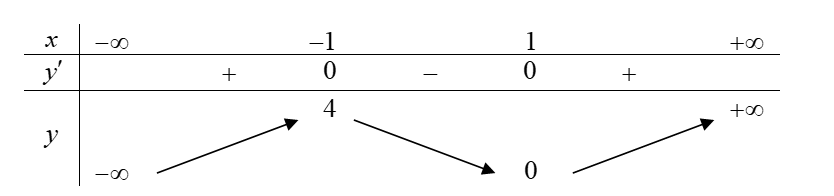 x −∞ −1 1 +∞
y′ + 0 − 0 +
4 +∞
y
−∞ 0